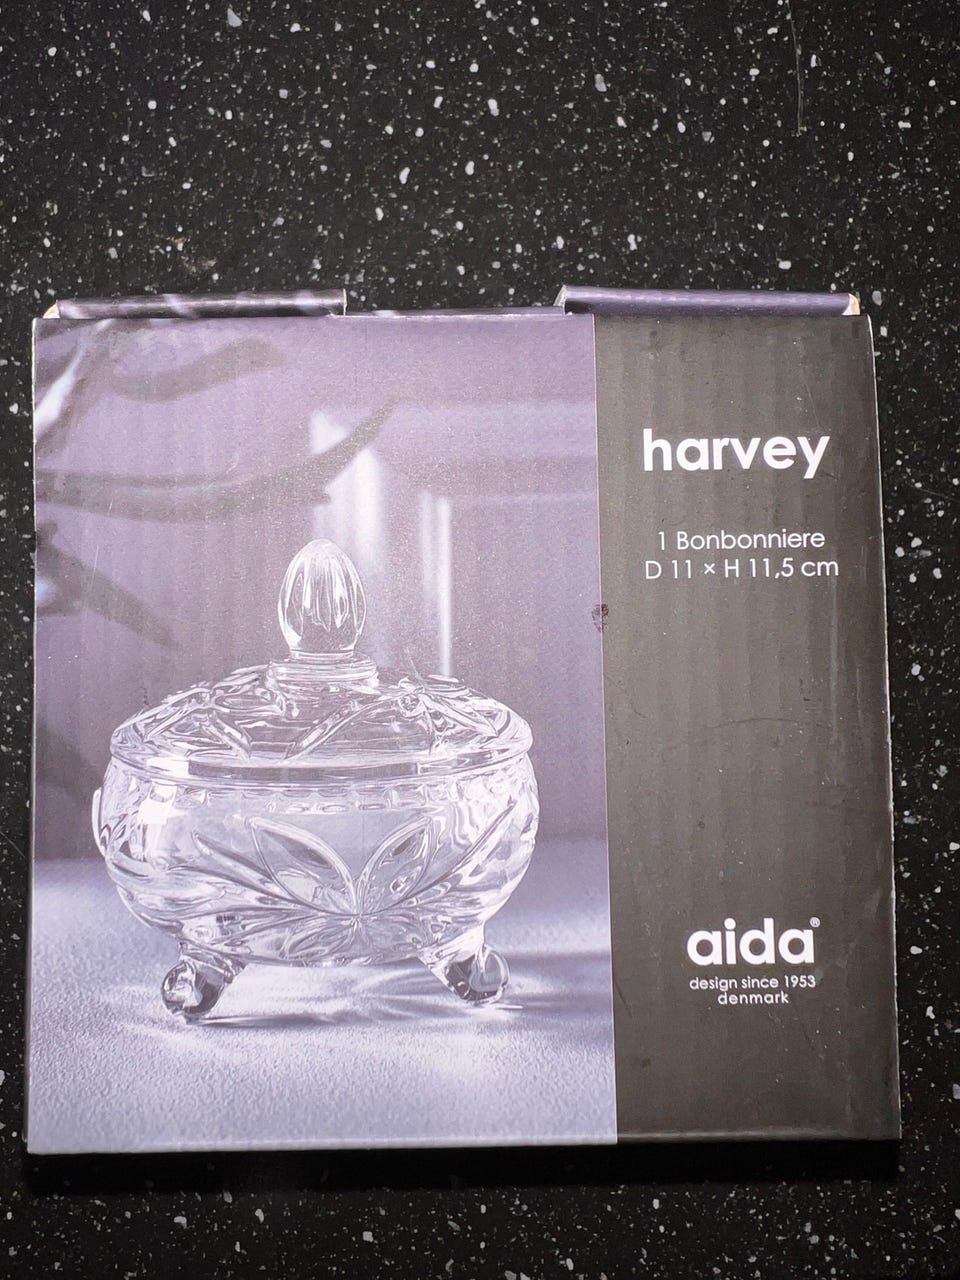 harvey
1 Bonbonniere
D 11 × H 11,5 cm
aida®
design since 1953
denmark